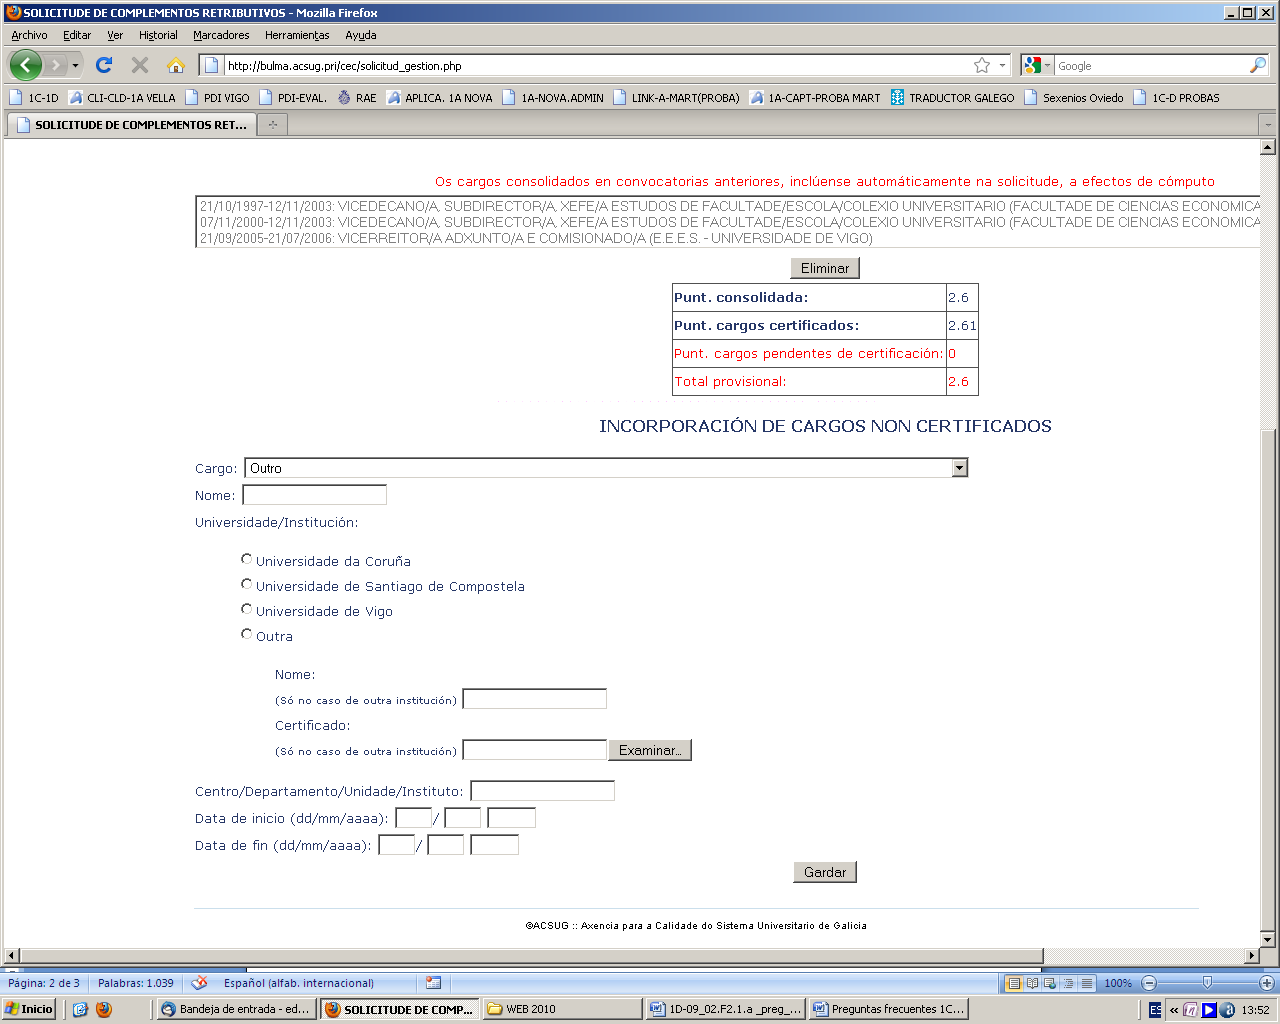 SOLICITUDE DE COMPLEMENTOS RETRIBUTIVOS - Mozilla Firefox
Archivo Editar Ver Historial Marcadores Herramientas Ayuda
http://bulma.acsug.pri/cec/solicitud_gestion.php Google
1C-1D CLI-CLD-1A VELLA PDI VIGO PDI-EVAL. RAE APLICA. 1A NOVA 1A-NOVA.ADMIN LINK-A-MART(PROBA) 1A-CAPT-PROBA MART TRADUCTOR GALEGO Sexenios Oviedo 1C-D PROBAS
SOLICITUDE DE COMPLEMENTOS RET...
Os cargos consolidados en convocatorias anteriores, inclúense automáticamente na solicitude, a efectos de cómputo
21/10/1997-12/11/2003: VICEDECANO/A, SUBDIRECTOR/A, XEFE/A ESTUDOS DE FACULTADE/ESCOLA/COLEXIO UNIVERSITARIO (FACULTADE DE CIENCIAS ECONOMICA
07/11/2000-12/11/2003: VICEDECANO/A, SUBDIRECTOR/A, XEFE/A ESTUDOS DE FACULTADE/ESCOLA/COLEXIO UNIVERSITARIO (FACULTADE DE CIENCIAS ECONOMICA
21/09/2005-21/07/2006: VICERREITOR/A ADXUNTO/A E COMISIONADO/A (E.E.E.S. - UNIVERSIDADE DE VIGO)
Eliminar
Punt. consolidada: 2.6
Punt. cargos certificados: 2.61
Punt. cargos pendentes de certificación: 0
Total provisional: 2.6
INCORPORACIÓN DE CARGOS NON CERTIFICADOS
Cargo: Outro
Nome:
Universidade/Institución:
Universidade da Coruña
Universidade de Santiago de Compostela
Universidade de Vigo
Outra
Nome:
(Só no caso de outra institución)
Certificado:
(Só no caso de outra institución) Examinar...
Centro/Departamento/Unidade/Instituto:
Data de inicio (dd/mm/aaaa): /
Data de fin (dd/mm/aaaa): /
Gardar
©ACSUG :: Axencia para a Calidade do Sistema Universitario de Galicia
Página: 2 de 3 Palabras: 1.039 Español (alfab. internacional) 100%
Inicio Bandeja de entrada - ed... SOLICITUDE DE COMP... WEB 2010 1D-09_02.F2.1.a _preg_... Preguntas frecuentes 1C... ES « 13:52